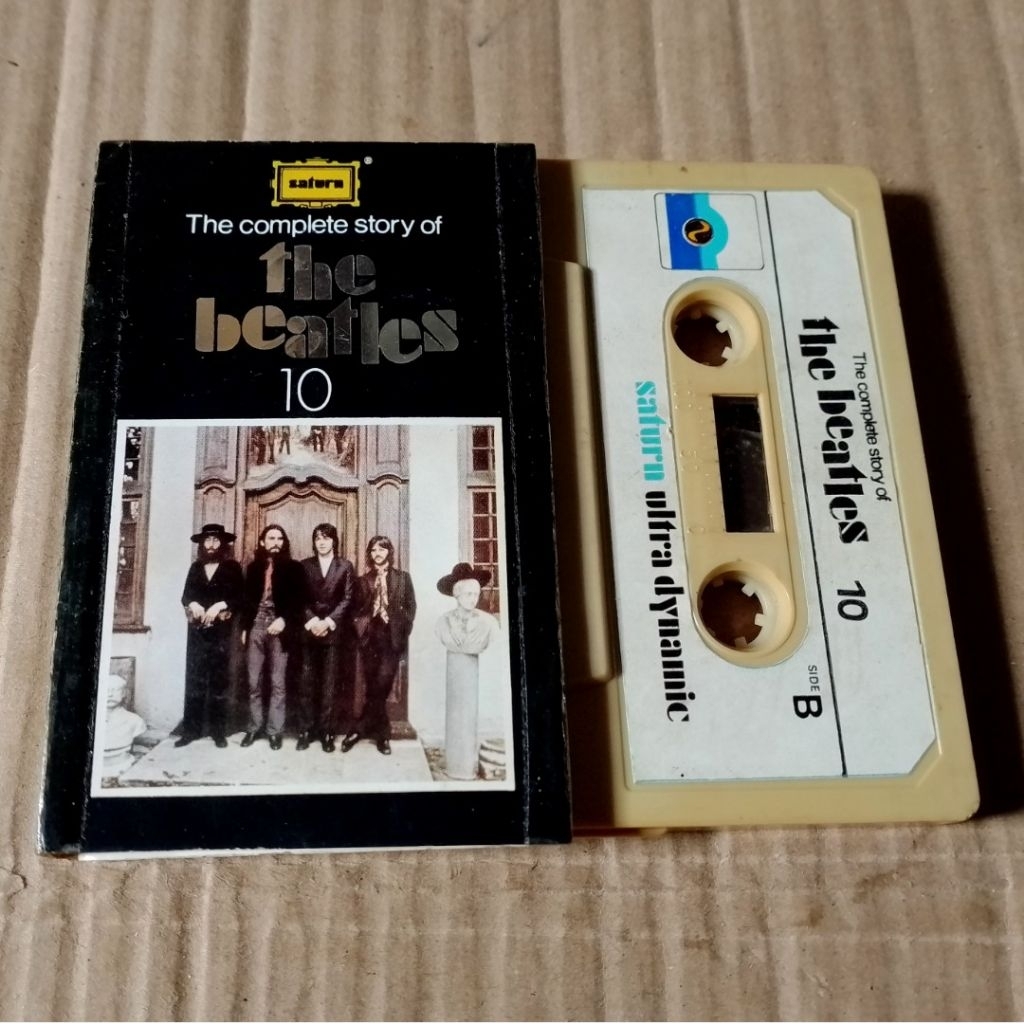 saturn
®
The complete story of
the
beatles
10
The complete story of
the beatles 10
saturn ultra dynamic
SIDE
B